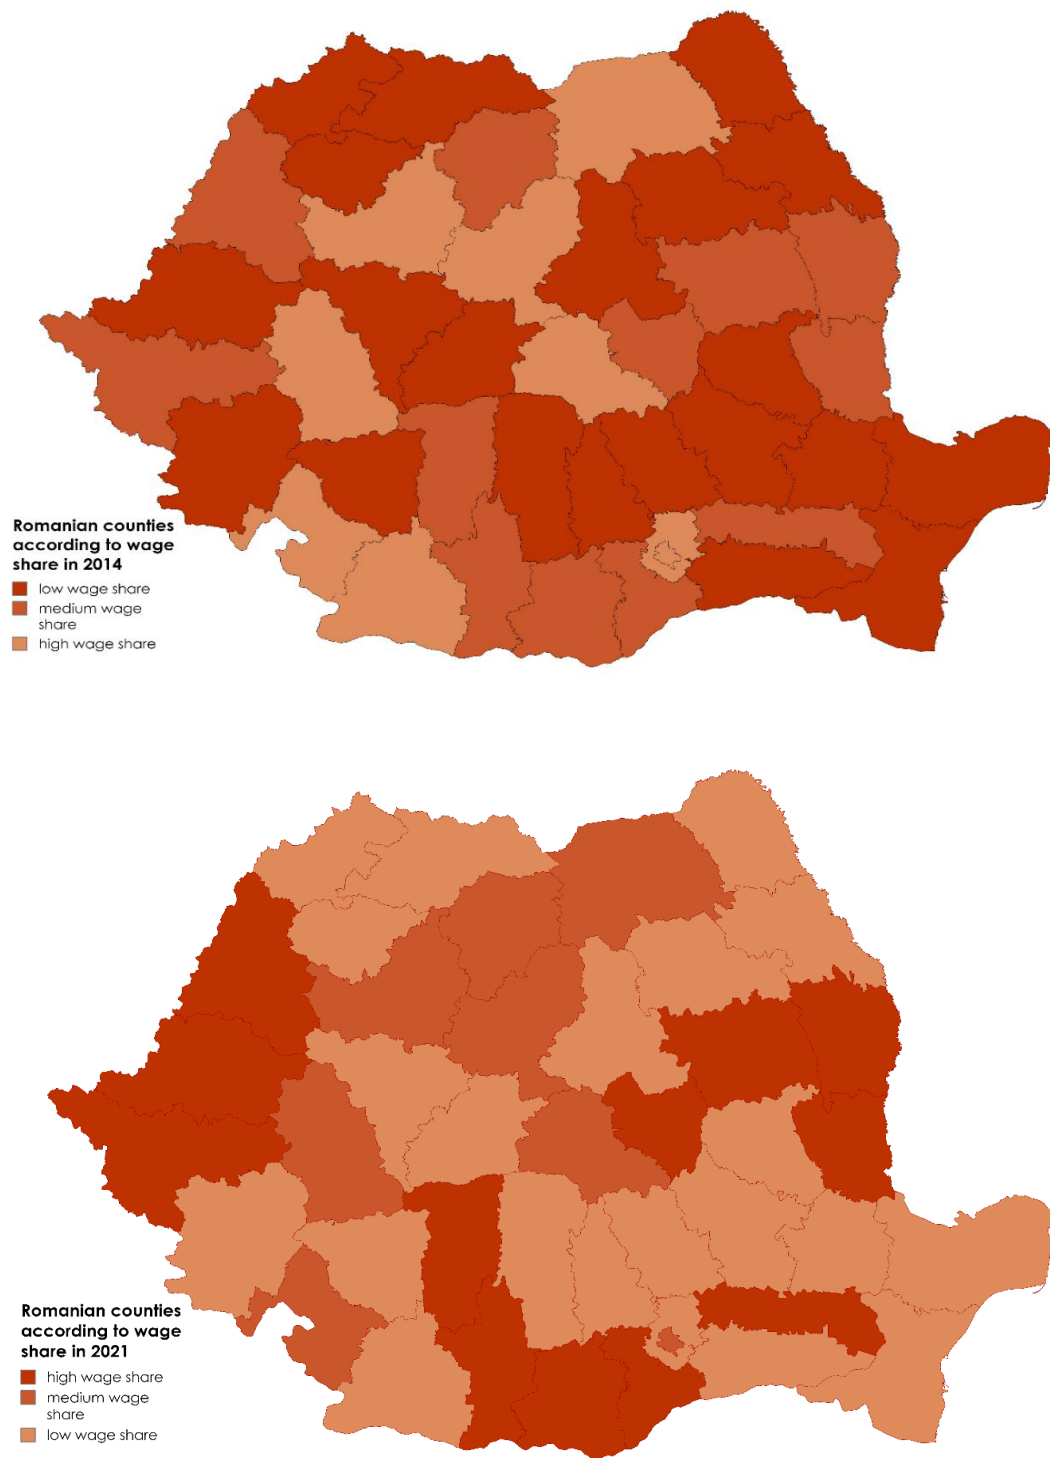 Romanian counties
according to wage
share in 2014
low wage share
medium wage
share
high wage share
Romanian counties
according to wage
share in 2021
high wage share
medium wage
share
low wage share